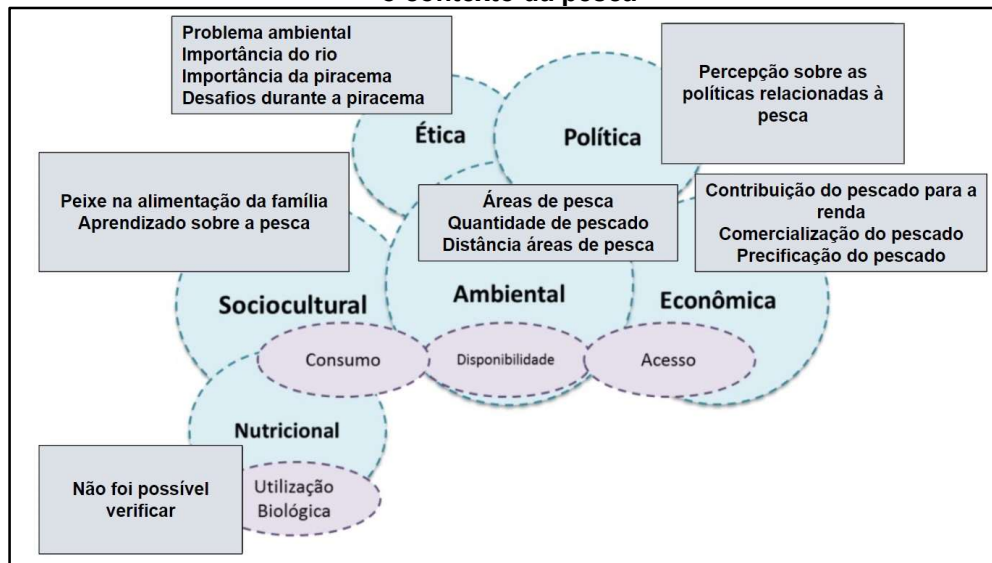 o contexto da pesca
Problema ambiental
Importância do rio
Importância da piracema
Desafios durante a piracema
Percepção sobre as
políticas relacionadas à
pesca
Ética
Política
Peixe na alimentação da família
Aprendizado sobre a pesca
Áreas de pesca
Quantidade de pescado
Distância áreas de pesca
Contribuição do pescado para a
renda
Comercialização do pescado
Precificação do pescado
Sociocultural
Ambiental
Econômica
Consumo
Disponibilidade
Acesso
Nutricional
Não foi possível
verificar
Utilização
Biológica